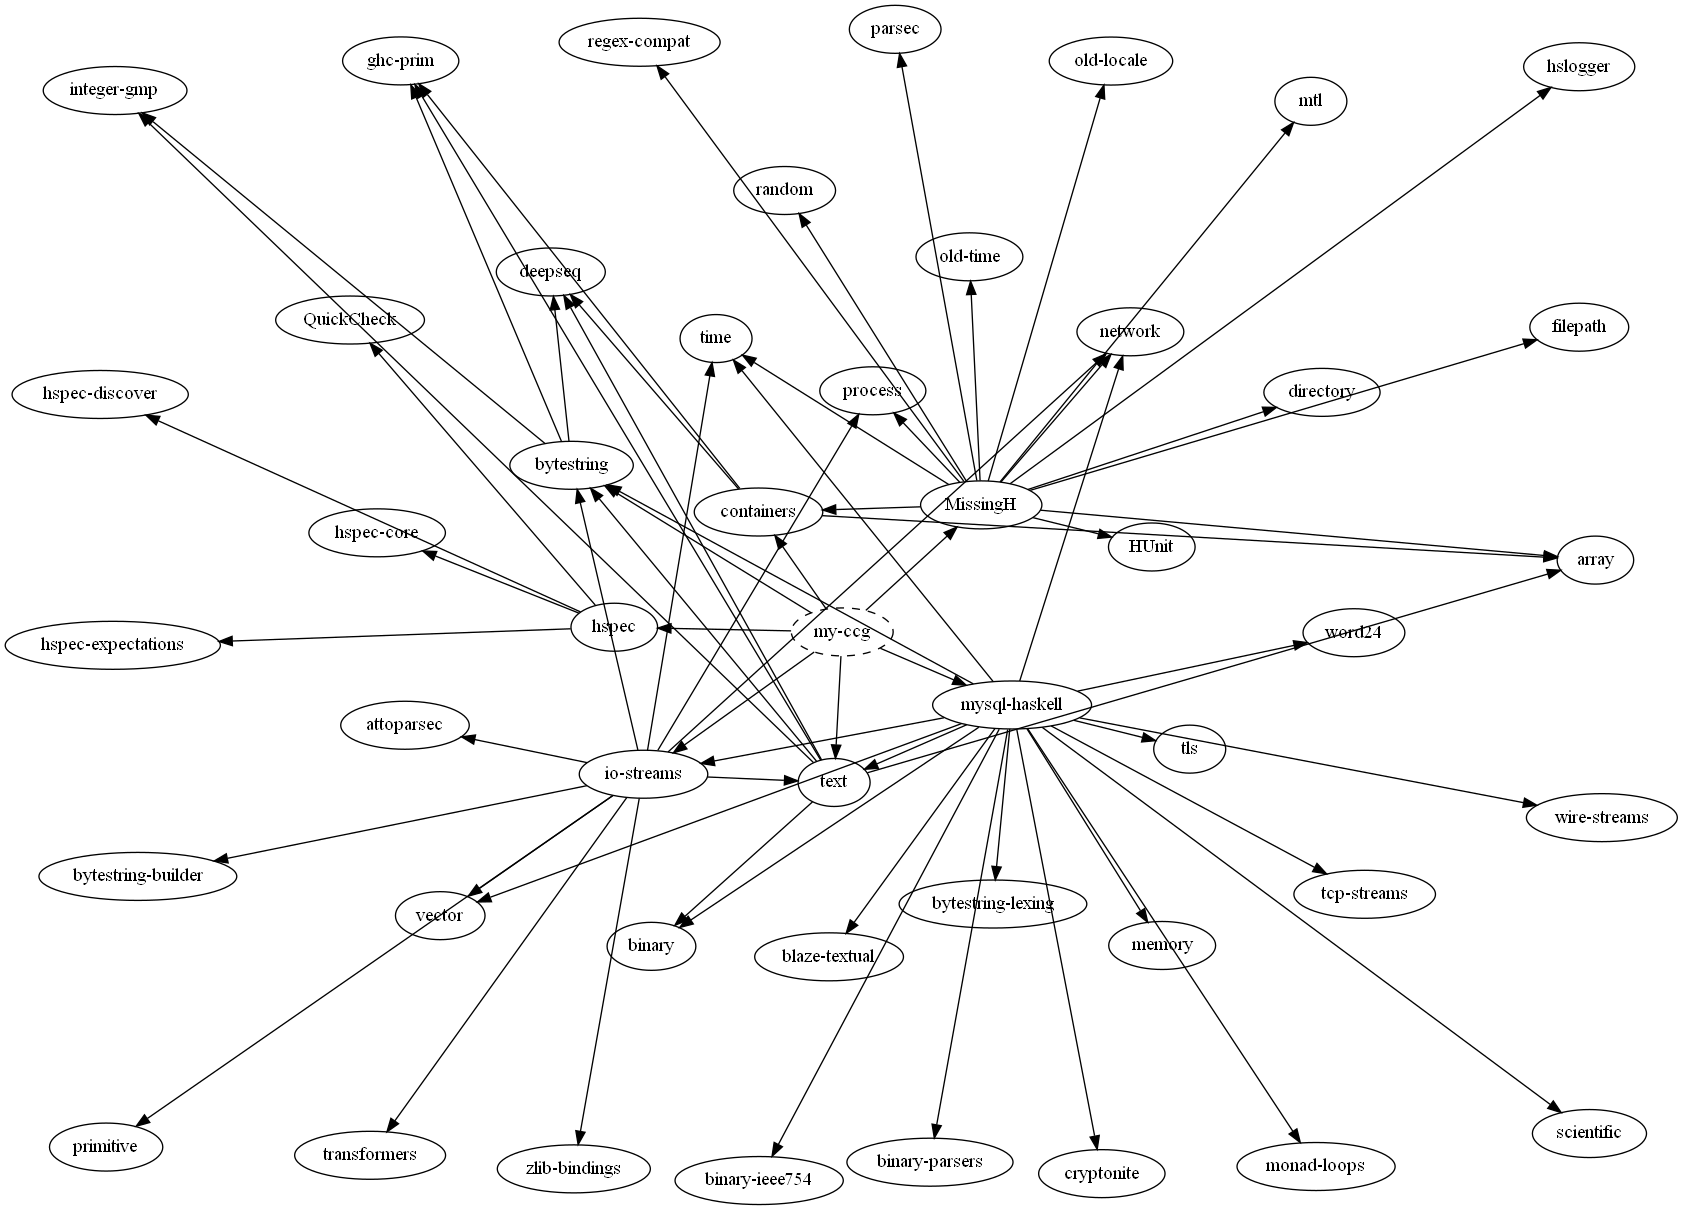 parsec
regex-compat
ghc-prim
old-locale
hslogger
integer-gmp
mtl
random
old-time
deepseq
QuickCheck
filepath
network
time
process
directory
hspec-discover
bytestring
MissingH
containers
hspec-core
HUnit
array
hspec
my-ccg
word24
hspec-expectations
mysql-haskell
attoparsec
tls
io-streams
text
wire-streams
bytestring-builder
tcp-streams
bytestring-lexing
vector
binary
memory
blaze-textual
scientific
primitive
transformers
binary-parsers
monad-loops
zlib-bindings
cryptonite
binary-ieee754